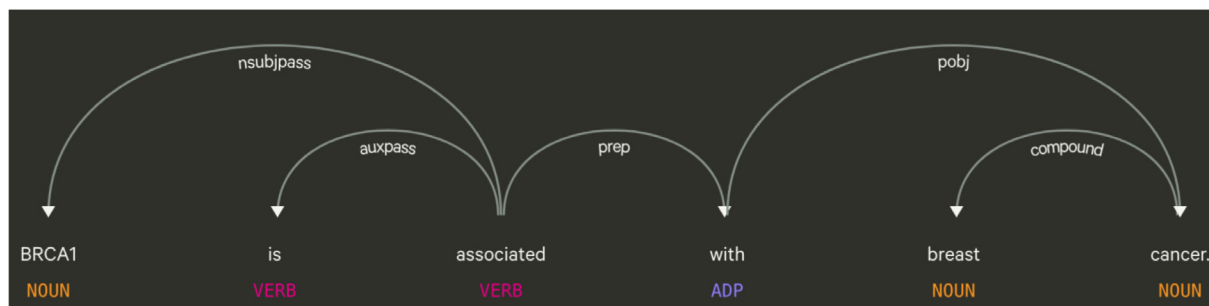 nsubjpass pobj
auxpass prep compound
BRCA1 is associated with breast cancer.
NOUN VERB VERB ADP NOUN NOUN